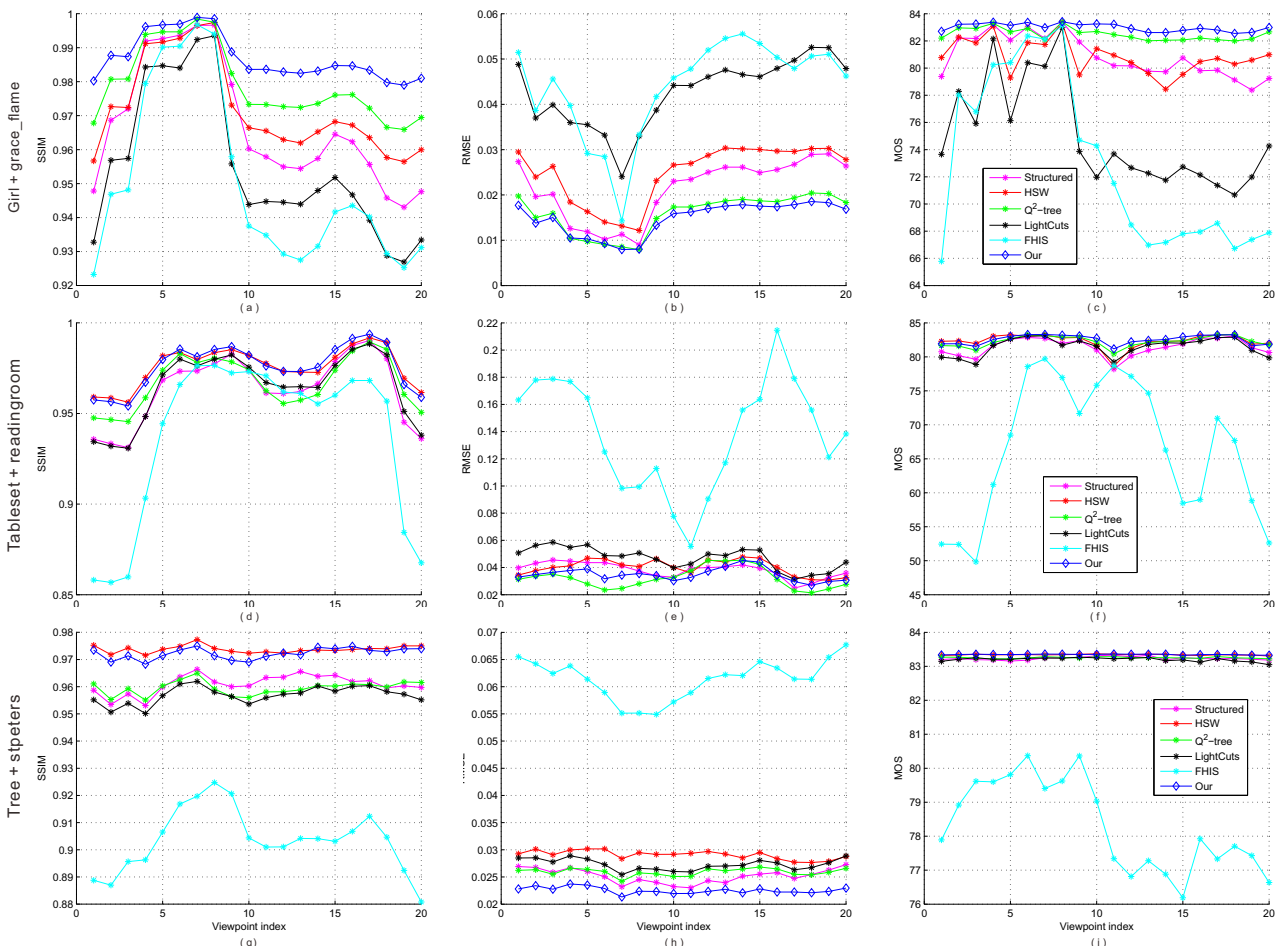 Girl + grace_flame
SSIM
1
0.99
0.98
0.97
0.96
0.95
0.94
0.93
0.92
0 5 10 15 20
( a )
RMSE
0.06
0.05
0.04
0.03
0.02
0.01
0
0 5 10 15 20
( b )
MOS
84
82
80
78
76
74
72
70
68
66
64
Structured
HSW
Q²−tree
LightCuts
FHIS
Our
0 5 10 15 20
( c )
Tableset + readingroom
SSIM
1
0.95
0.9
0.85
0 5 10 15 20
( d )
RMSE
0.22
0.2
0.18
0.16
0.14
0.12
0.1
0.08
0.06
0.04
0.02
0 5 10 15 20
( e )
MOS
85
80
75
70
65
60
55
50
45
Structured
HSW
Q²−tree
LightCuts
FHIS
Our
0 5 10 15 20
( f )
Tree + stpeters
SSIM
0.98
0.97
0.96
0.95
0.94
0.93
0.92
0.91
0.9
0.89
0.88
0 5 10 15 20
Viewpoint index
( g )
0.07
0.065
0.06
0.055
0.05
0.045
0.04
0.035
0.03
0.025
0.02
0 5 10 15 20
Viewpoint index
( h )
MOS
84
83
82
81
80
79
78
77
76
Structured
HSW
Q²−tree
LightCuts
FHIS
Our
0 5 10 15 20
Viewpoint index
( i )